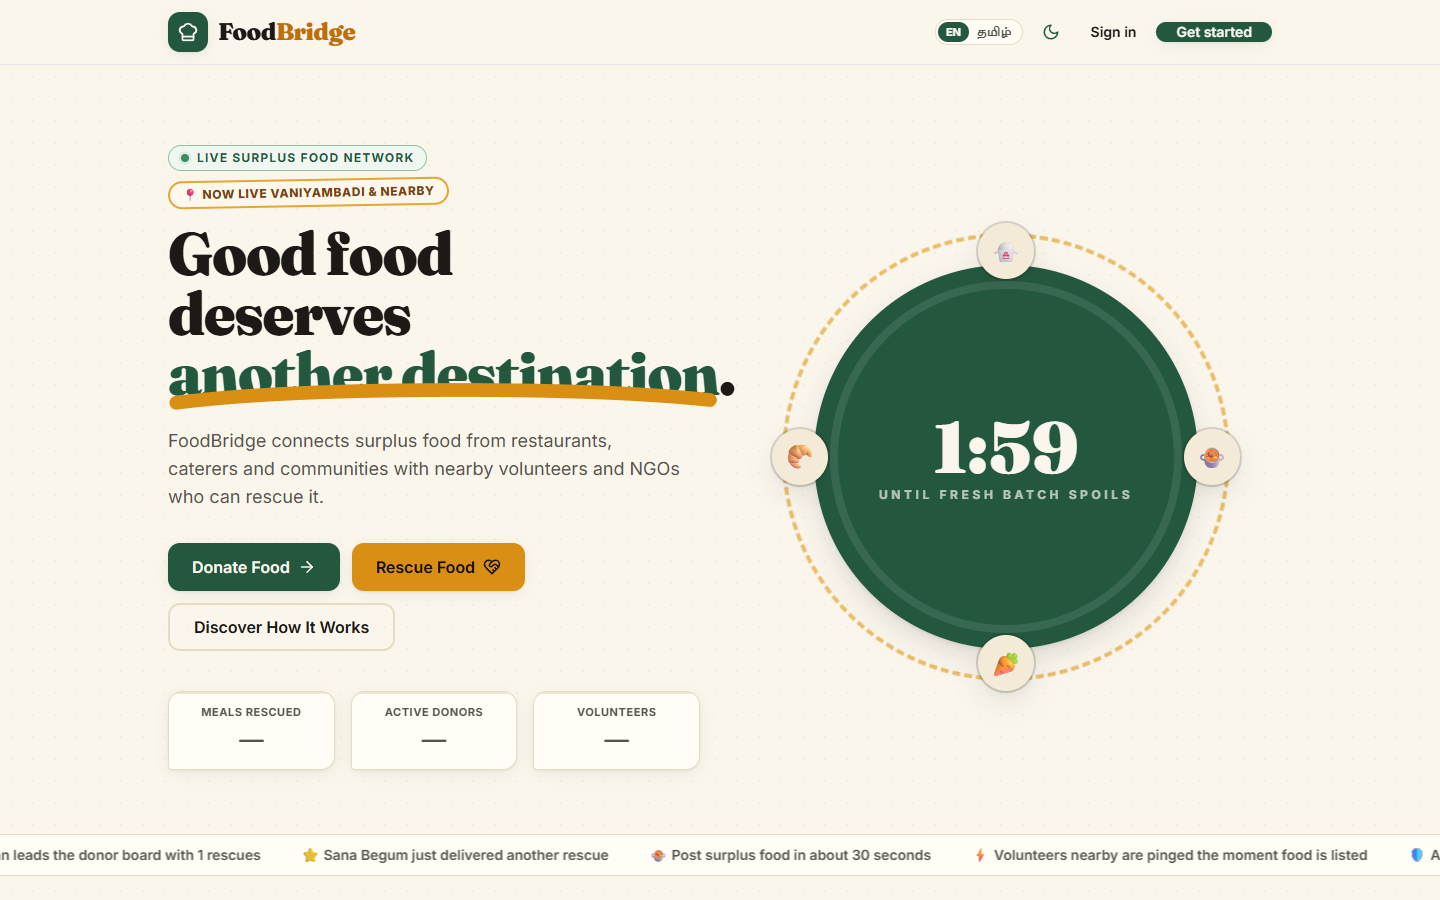 FoodBridge
EN
தமிழ்
Sign in
Get started
LIVE SURPLUS FOOD NETWORK
NOW LIVE VANIYAMBADI & NEARBY
Good food
deserves
another destination.
FoodBridge connects surplus food from restaurants,
caterers and communities with nearby volunteers and NGOs
who can rescue it.
Donate Food
Rescue Food
Discover How It Works
MEALS RESCUED
—
ACTIVE DONORS
—
VOLUNTEERS
—
1:59
UNTIL FRESH BATCH SPOILS
leads the donor board with 1 rescues
Sana Begum just delivered another rescue
Post surplus food in about 30 seconds
Volunteers nearby are pinged the moment food is listed